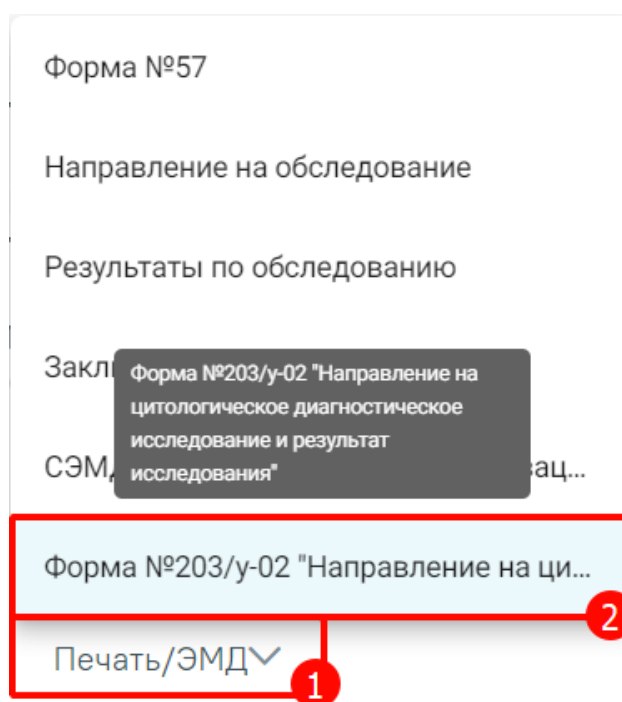 Форма №57
Направление на обследование
Результаты по обследованию
Форма №203/у-02 "Направление на
цитологическое диагностическое
исследование и результат
исследования"
Форма №203/у-02 "Направление на ци...
2
Печать/ЭМД
1